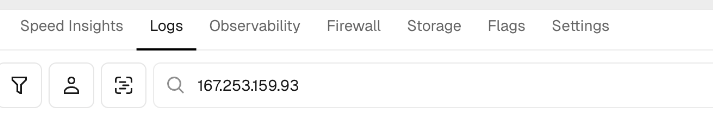 Speed Insights Logs Observability Firewall Storage Flags Settings
167.253.159.93